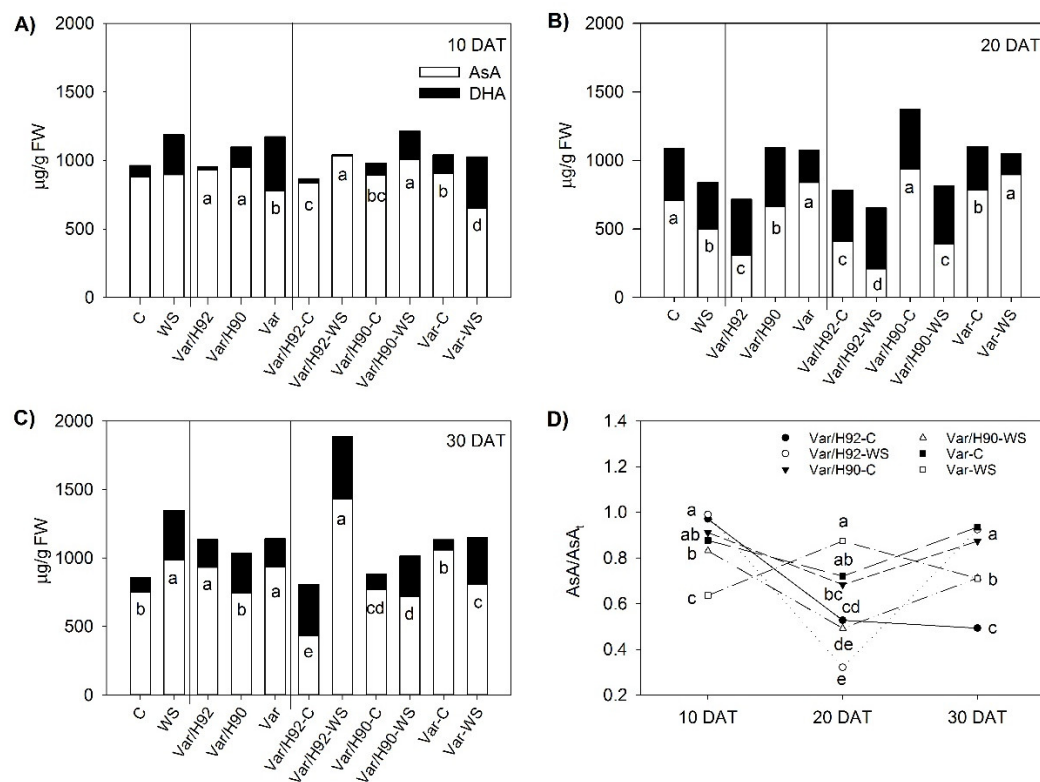 A)
10 DAT
AsA
DHA
µg/g FW
2000
1500
1000
500
0
a
a
b
c
a
bc
a
b
d
C
WS
Var/H92
Var/H90
Var
Var/H92-C
Var/H92-WS
Var/H90-C
Var/H90-WS
Var-C
Var-WS
B)
20 DAT
µg/g FW
2000
1500
1000
500
0
a
b
c
b
a
c
d
a
c
b
a
C
WS
Var/H92
Var/H90
Var
Var/H92-C
Var/H92-WS
Var/H90-C
Var/H90-WS
Var-C
Var-WS
C)
30 DAT
µg/g FW
2000
1500
1000
500
0
b
a
a
b
a
e
a
cd
d
b
c
C
WS
Var/H92
Var/H90
Var
Var/H92-C
Var/H92-WS
Var/H90-C
Var/H90-WS
Var-C
Var-WS
D)
Var/H92-C
Var/H92-WS
Var/H90-C
Var/H90-WS
Var-C
Var-WS
AsA/AsAt
1.4
1.2
1.0
0.8
0.6
0.4
0.2
a
ab
b
c
a
ab
bc
cd
de
e
a
b
c
10 DAT
20 DAT
30 DAT